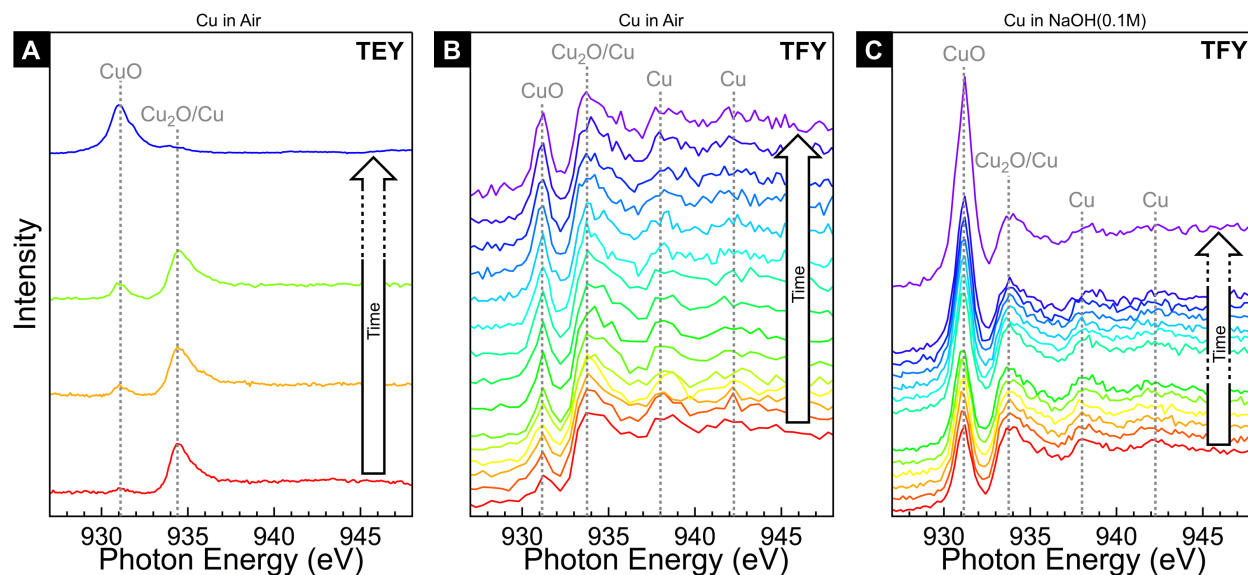 Cu in Air
A
TEY
CuO
Cu₂O/Cu
Time
Intensity
930
935
940
945
Photon Energy (eV)
Cu in Air
B
TFY
CuO
Cu₂O/Cu
Cu
Cu
Time
930
935
940
945
Photon Energy (eV)
Cu in NaOH(0.1M)
C
TFY
CuO
Cu₂O/Cu
Cu
Cu
Time
930
935
940
945
Photon Energy (eV)